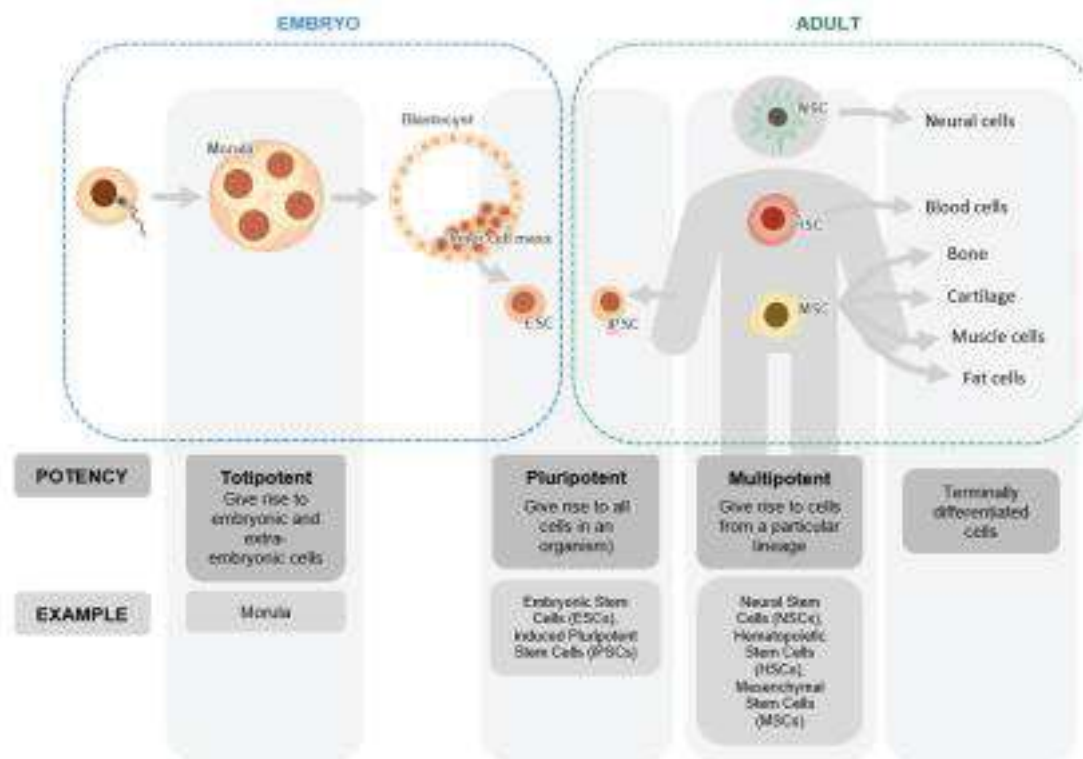 EMBRYO
ADULT
Blastocyst
Morula
Inner Cell mass
ESC
iPSC
NSC
HSC
MSC
Neural cells
Blood cells
Bone
Cartilage
Muscle cells
Fat cells
POTENCY
Totipotent
Give rise to
embryonic and
extra-
embryonic cells
Pluripotent
Give rise to all
cells in an
organism)
Multipotent
Give rise to cells
from a particular
lineage
Terminally
differentiated
cells
EXAMPLE
Morula
Embryonic Stem
Cells (ESCs),
Induced Pluripotent
Stem Cells (iPSCs)
Neural Stem
Cells (NSCs),
Hematopoietic
Stem Cells
(HSCs),
Mesenchymal
Stem Cells
(MSCs)